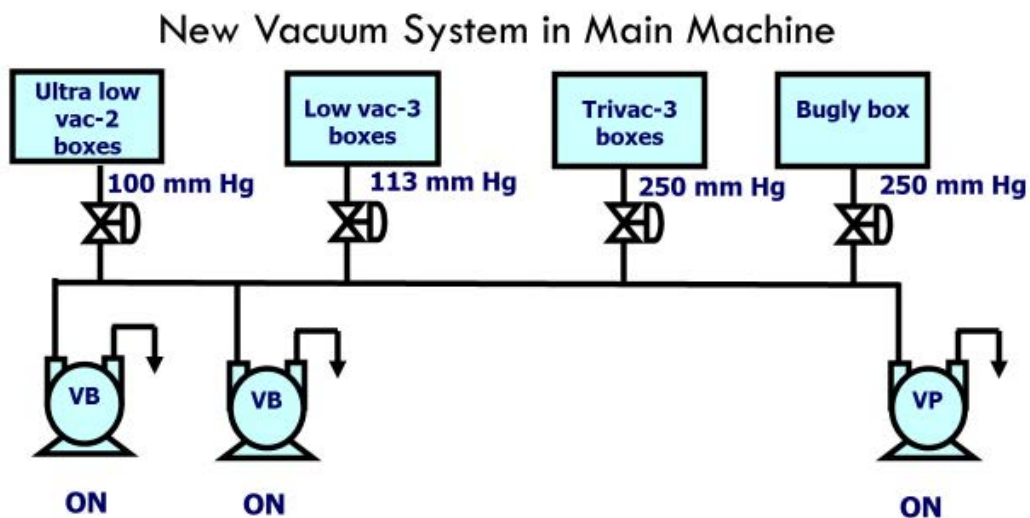 New Vacuum System in Main Machine
Ultra low
vac-2
boxes
Low vac-3
boxes
Trivac-3
boxes
Bugly box
100 mm Hg
113 mm Hg
250 mm Hg
250 mm Hg
VB
VB
VP
ON
ON
ON